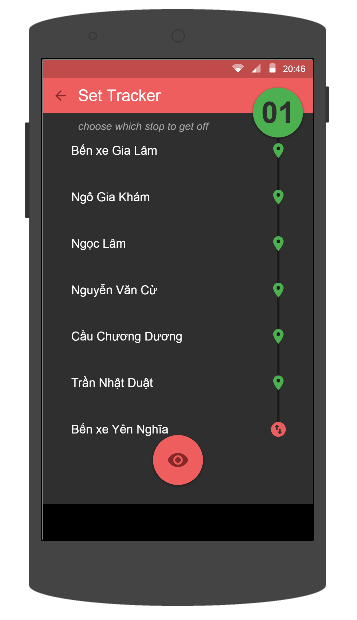 20:46
Set Tracker
01
choose which stop to get off
Bến xe Gia Lâm
Ngô Gia Khám
Ngọc Lâm
Nguyễn Văn Cừ
Cầu Chương Dương
Trần Nhật Duật
Bến xe Yên Nghĩa